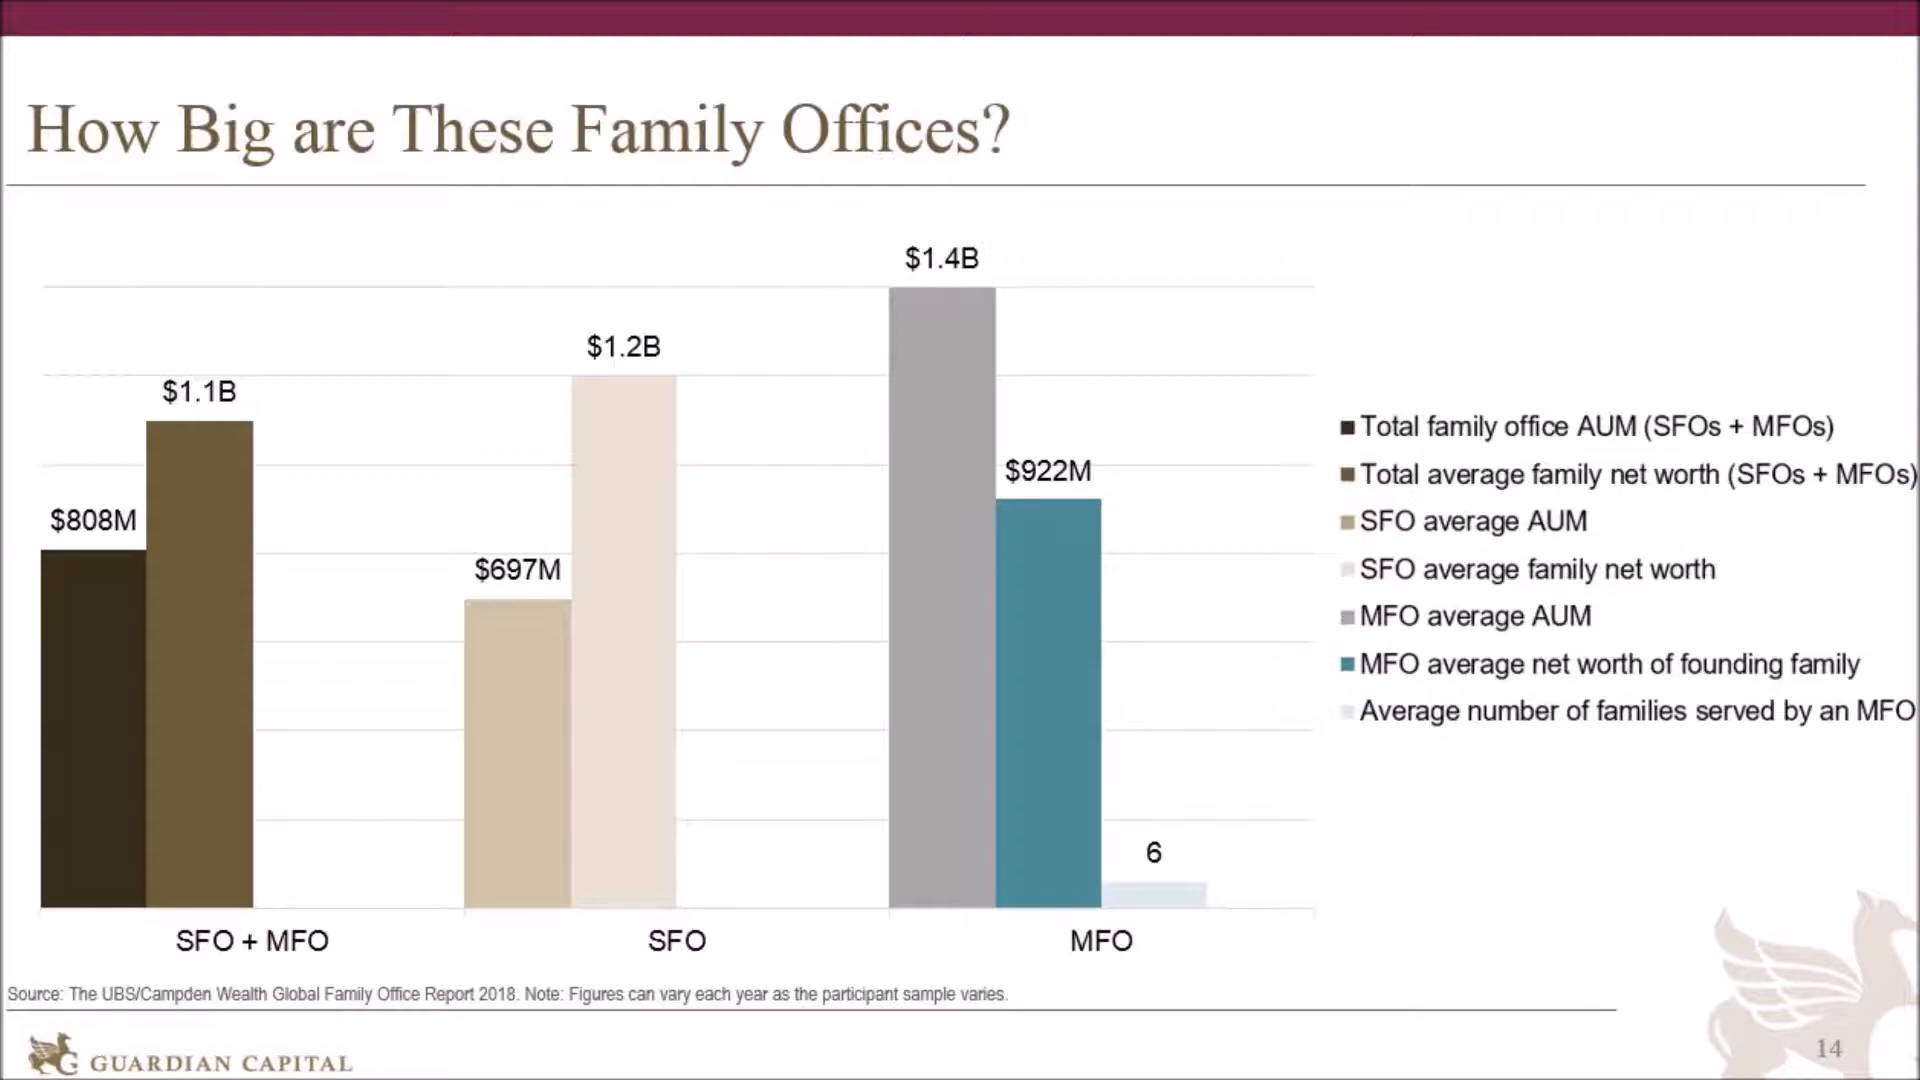 How Big are These Family Offices?
$1.4B
$1.2B
$1.1B
$922M
$808M
$697M
6
SFO + MFO
SFO
MFO
Total family office AUM (SFOs + MFOs)
Total average family net worth (SFOs + MFOs)
SFO average AUM
SFO average family net worth
MFO average AUM
MFO average net worth of founding family
Average number of families served by an MFO
Source: The UBS/Campden Wealth Global Family Office Report 2018. Note: Figures can vary each year as the participant sample varies.
G GUARDIAN CAPITAL
14